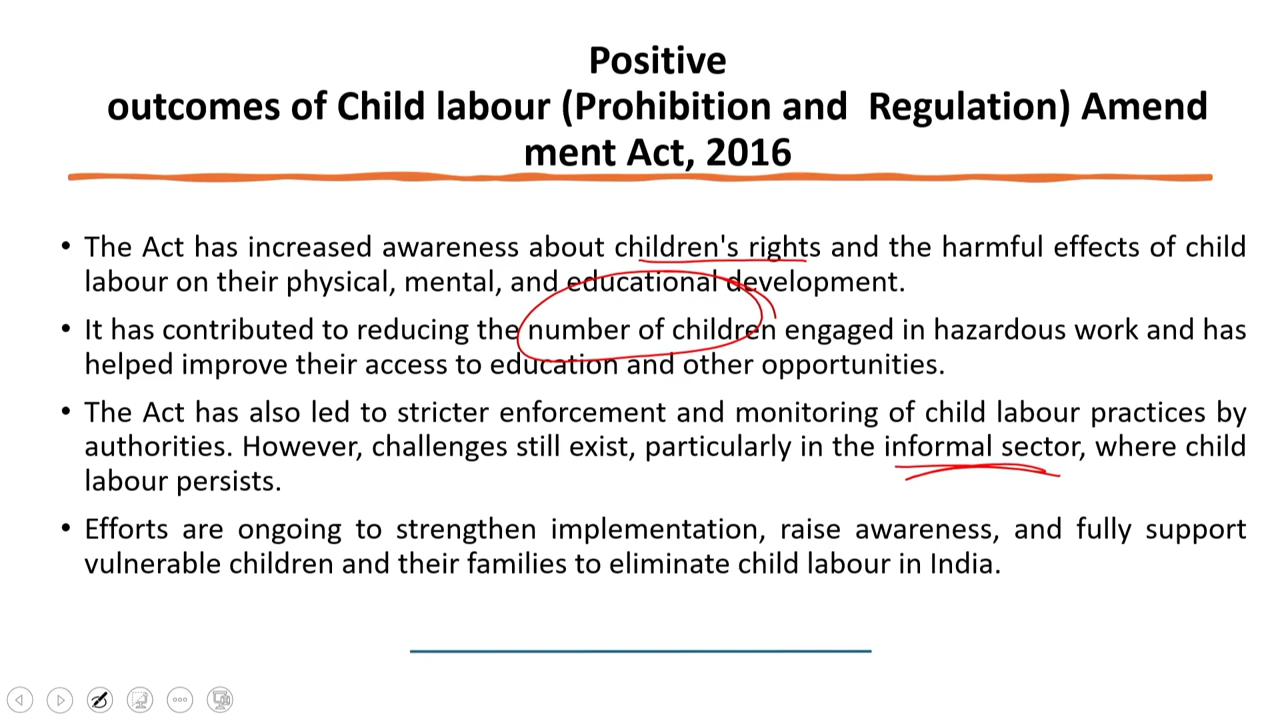 Positive
outcomes of Child labour (Prohibition and  Regulation) Amend
ment Act, 2016
• The Act has increased awareness about children's rights and the harmful effects of child
labour on their physical, mental, and educational development.
• It has contributed to reducing the number of children engaged in hazardous work and has
helped improve their access to education and other opportunities.
• The Act has also led to stricter enforcement and monitoring of child labour practices by
authorities. However, challenges still exist, particularly in the informal sector, where child
labour persists.
• Efforts are ongoing to strengthen implementation, raise awareness, and fully support
vulnerable children and their families to eliminate child labour in India.